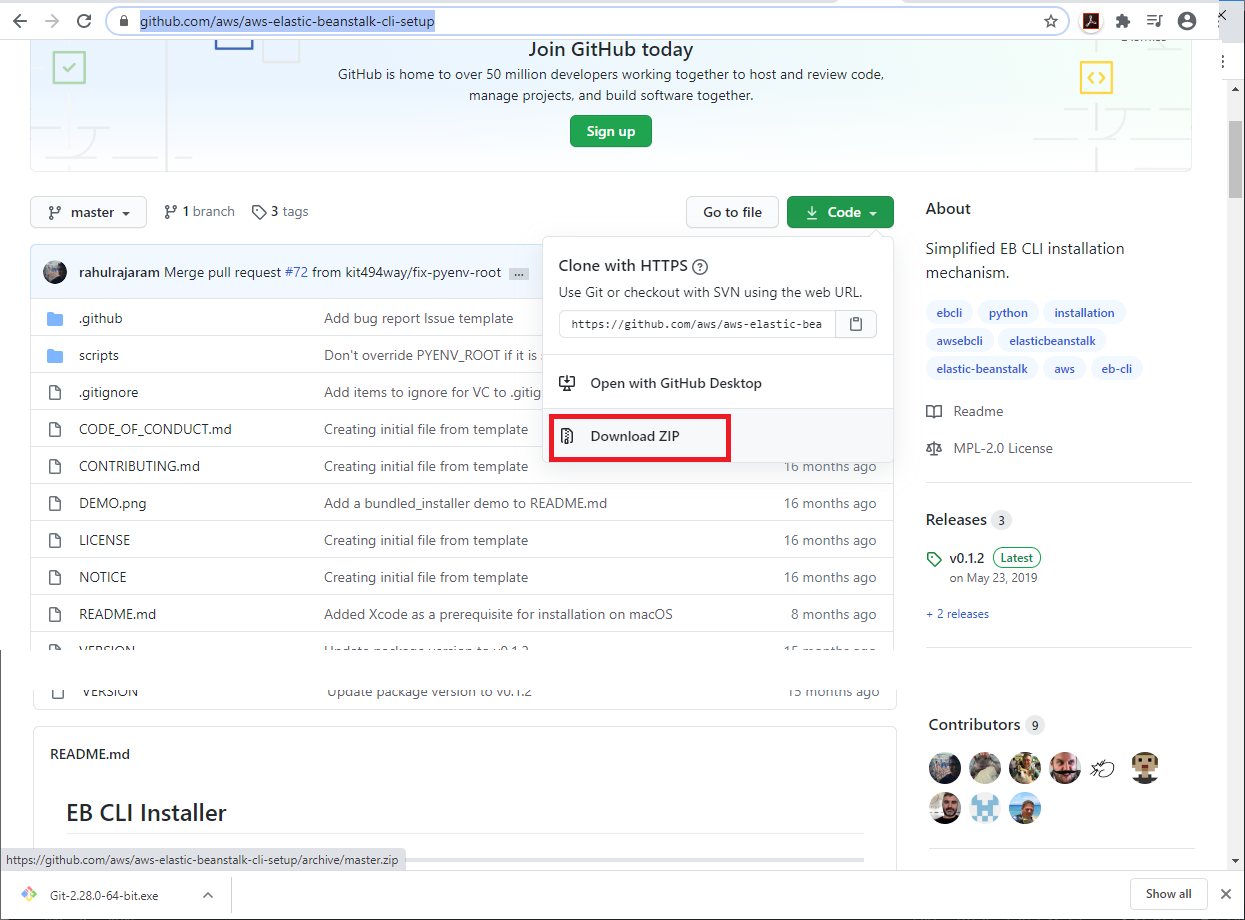 github.com/aws/aws-elastic-beanstalk-cli-setup
Join GitHub today
GitHub is home to over 50 million developers working together to host and review code,
manage projects, and build software together.
Sign up
master
1 branch
3 tags
Go to file
Code
rahulrajaram Merge pull request #72 from kit494way/fix-pyenv-root ...
.github Add bug report Issue template
scripts Don't override PYENV_ROOT if it is
.gitignore Add items to ignore for VC to .gitig
CODE_OF_CONDUCT.md Creating initial file from template
CONTRIBUTING.md Creating initial file from template 16 months ago
DEMO.png Add a bundled_installer demo to README.md 16 months ago
LICENSE Creating initial file from template 16 months ago
NOTICE Creating initial file from template 16 months ago
README.md Added Xcode as a prerequisite for installation on macOS 8 months ago
VERSION Update package version to v0.1.2 15 months ago
VERSION Update package version to v0.1.2 15 months ago
Clone with HTTPS
Use Git or checkout with SVN using the web URL.
https://github.com/aws/aws-elastic-bea
Open with GitHub Desktop
Download ZIP
README.md
EB CLI Installer
About
Simplified EB CLI installation
mechanism.
ebcli python installation
awsebcli elasticbeanstalk
elastic-beanstalk aws eb-cli
Readme
MPL-2.0 License
Releases 3
v0.1.2 Latest
on May 23, 2019
+ 2 releases
Contributors 9
https://github.com/aws/aws-elastic-beanstalk-cli-setup/archive/master.zip
Git-2.28.0-64-bit.exe
Show all